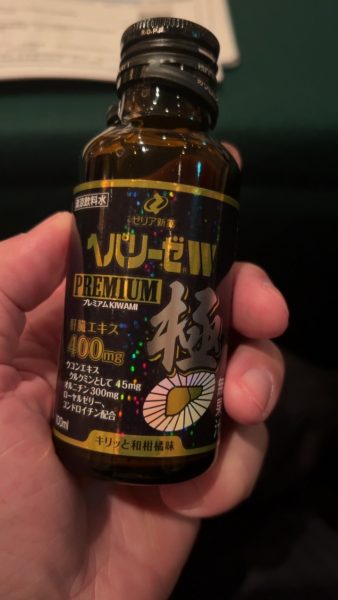 清涼飲料水
ゼリア新薬
ヘパリーゼW
PREMIUM
プレミアムKIWAMI
極
肝臓エキス
400mg
ウコンエキス
クルクミンとして45mg
オルニチン300mg
ローヤルゼリー、
コンドロイチン配合
100ml
キリッと和柑橘味